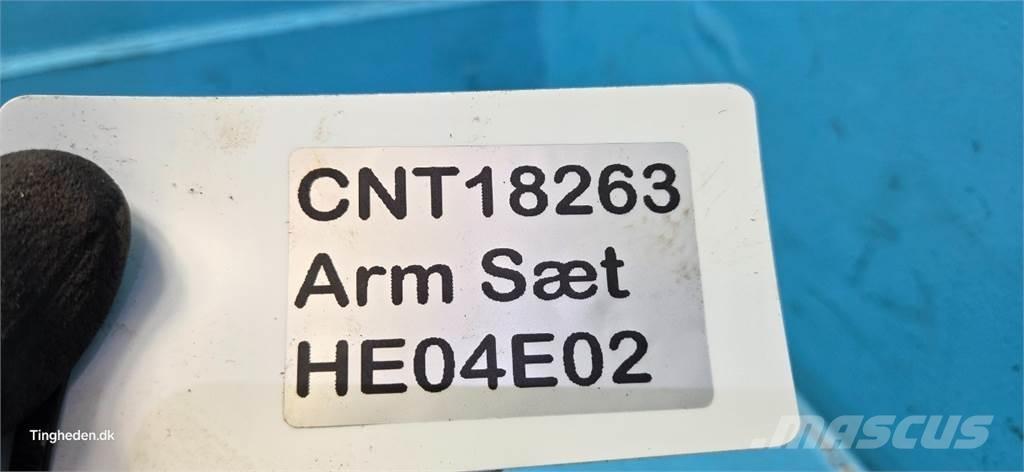 CNT18263
Arm Sæt
HE04E02
Tingheden.dk
MASCUS